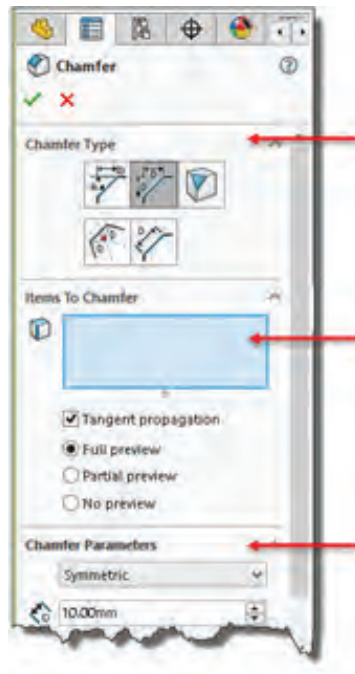 Chamfer
Chamfer Type
Items To Chamfer
Tangent propagation
Full preview
Partial preview
No preview
Chamfer Parameters
Symmetric
10.00mm